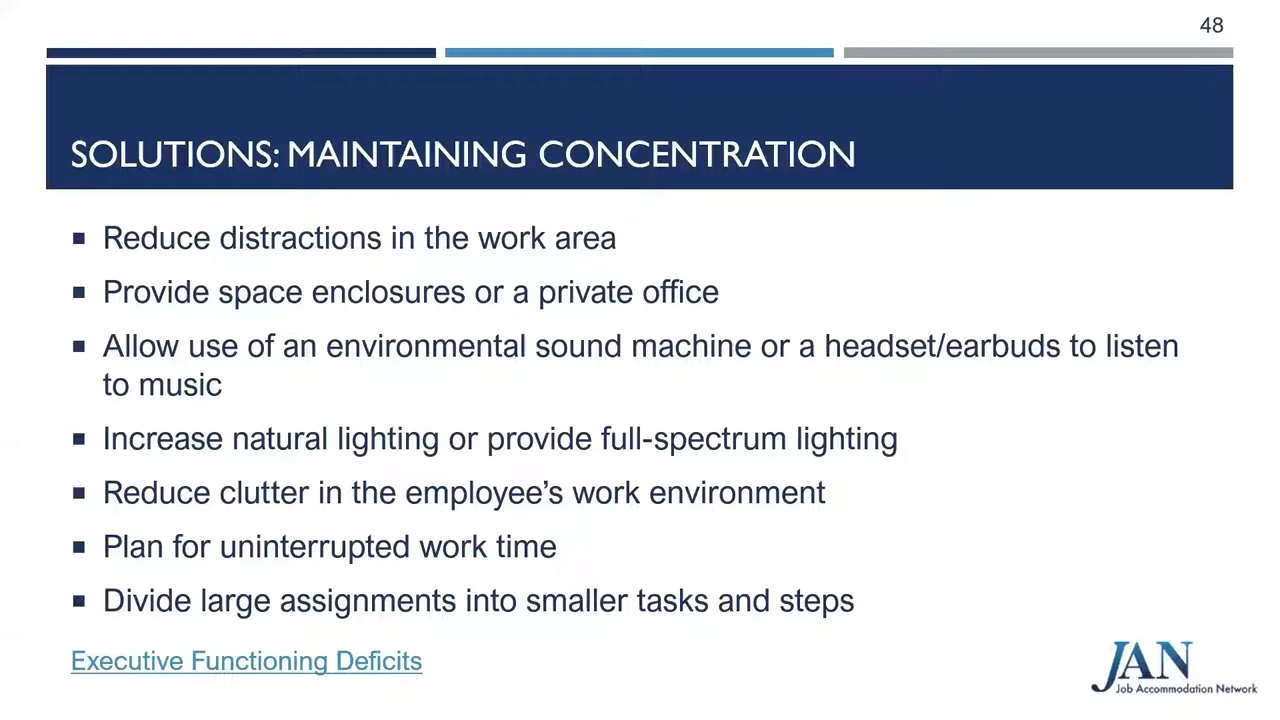 48
SOLUTIONS: MAINTAINING CONCENTRATION
Reduce distractions in the work area
Provide space enclosures or a private office
Allow use of an environmental sound machine or a headset/earbuds to listen
to music
Increase natural lighting or provide full-spectrum lighting
Reduce clutter in the employee’s work environment
Plan for uninterrupted work time
Divide large assignments into smaller tasks and steps
Executive Functioning Deficits
JAN
Job Accommodation Network